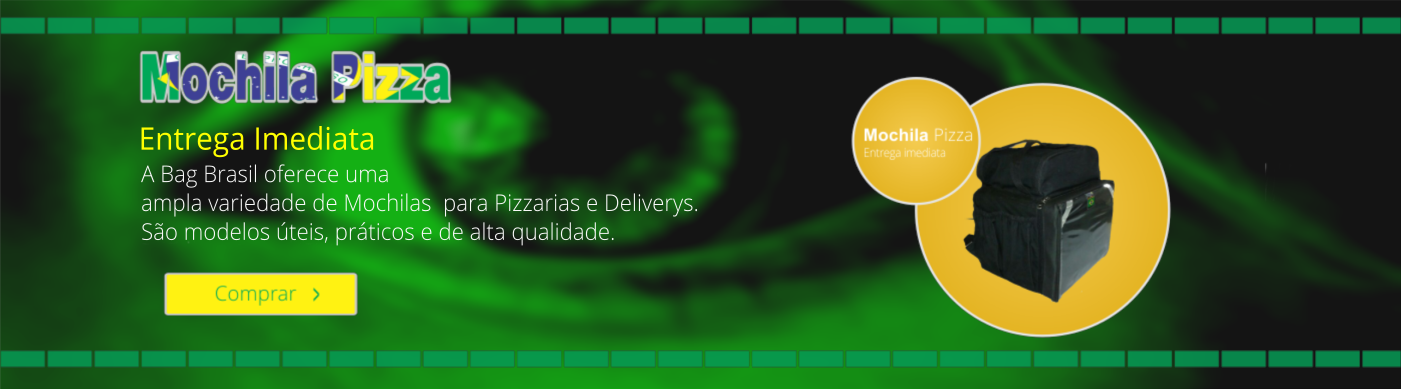 Mochila Pizza
Entrega Imediata
A Bag Brasil oferece uma
ampla variedade de Mochilas para Pizzarias e Deliverys.
São modelos úteis, práticos e de alta qualidade.
Comprar
Mochila Pizza
Entrega imediata